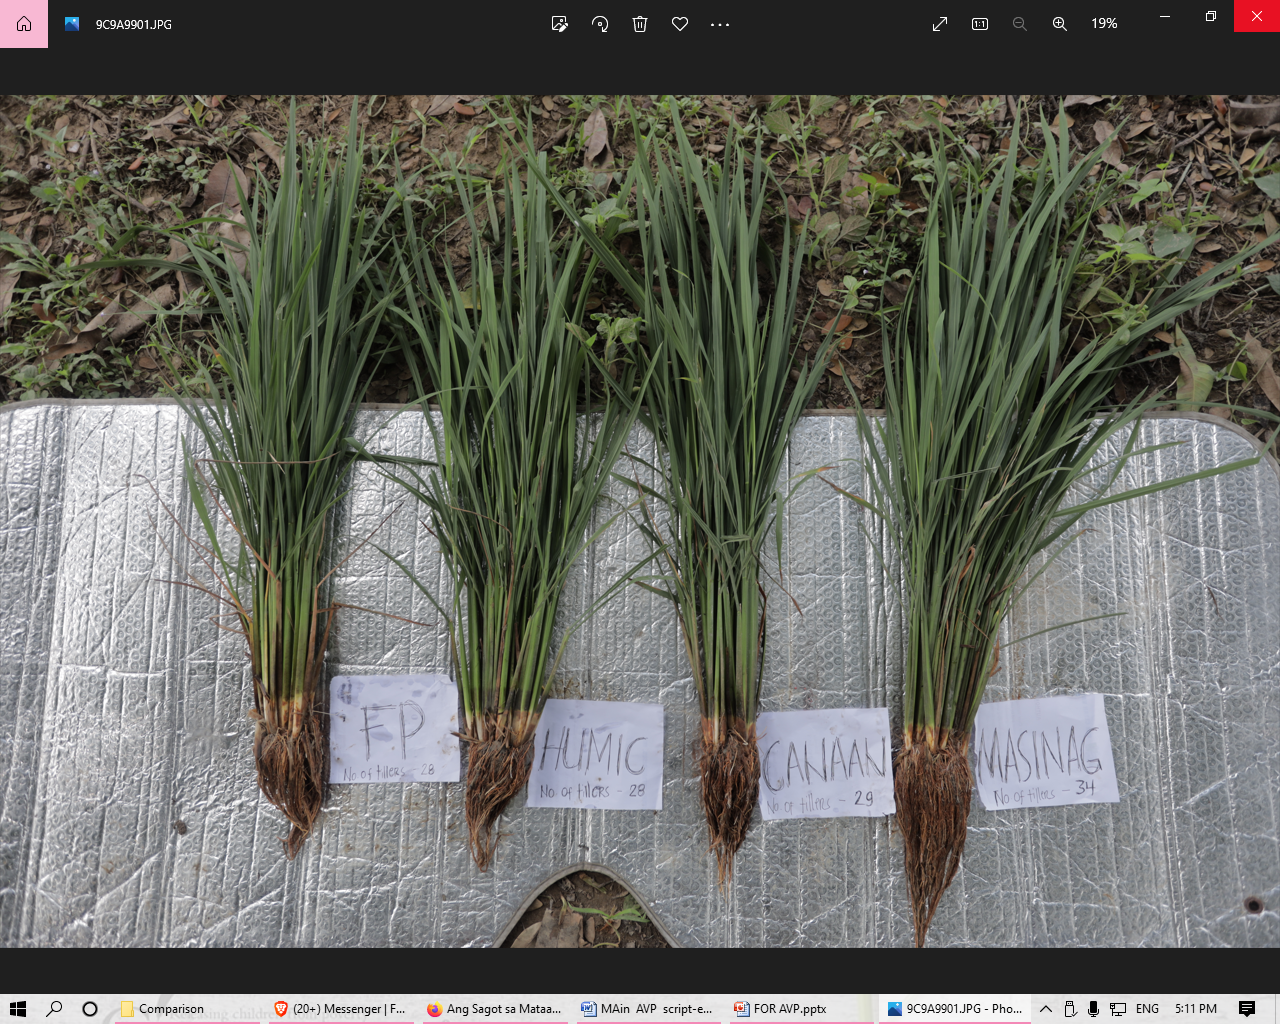 9C9A9901.JPG
19%
F.P
No of tillers - 28
HUMIC
No. of tillers - 28
CANAAN
No. of tillers - 29
MASINAG
No of tillers - 34
Comparison
(20+) Messenger | F...
Ang Sagot sa Mataa...
MAin AVP script-e...
FOR AVP.pptx
9C9A9901.JPG - Pho...
ENG
5:11 PM